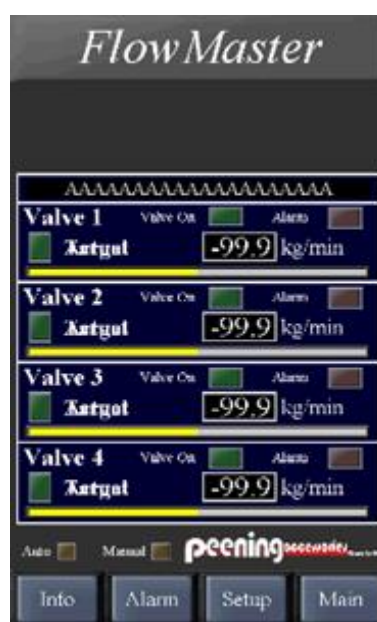 FlowMaster
AAAAAAAAAAAAAAAAAAAA
Valve 1 Valve On Alarm
-99.9 kg/min
Valve 2 Valve On Alarm
-99.9 kg/min
Valve 3 Valve On Alarm
-99.9 kg/min
Valve 4 Valve On Alarm
-99.9 kg/min
Auto Manual peening accessories
Info Alarm Setup Main